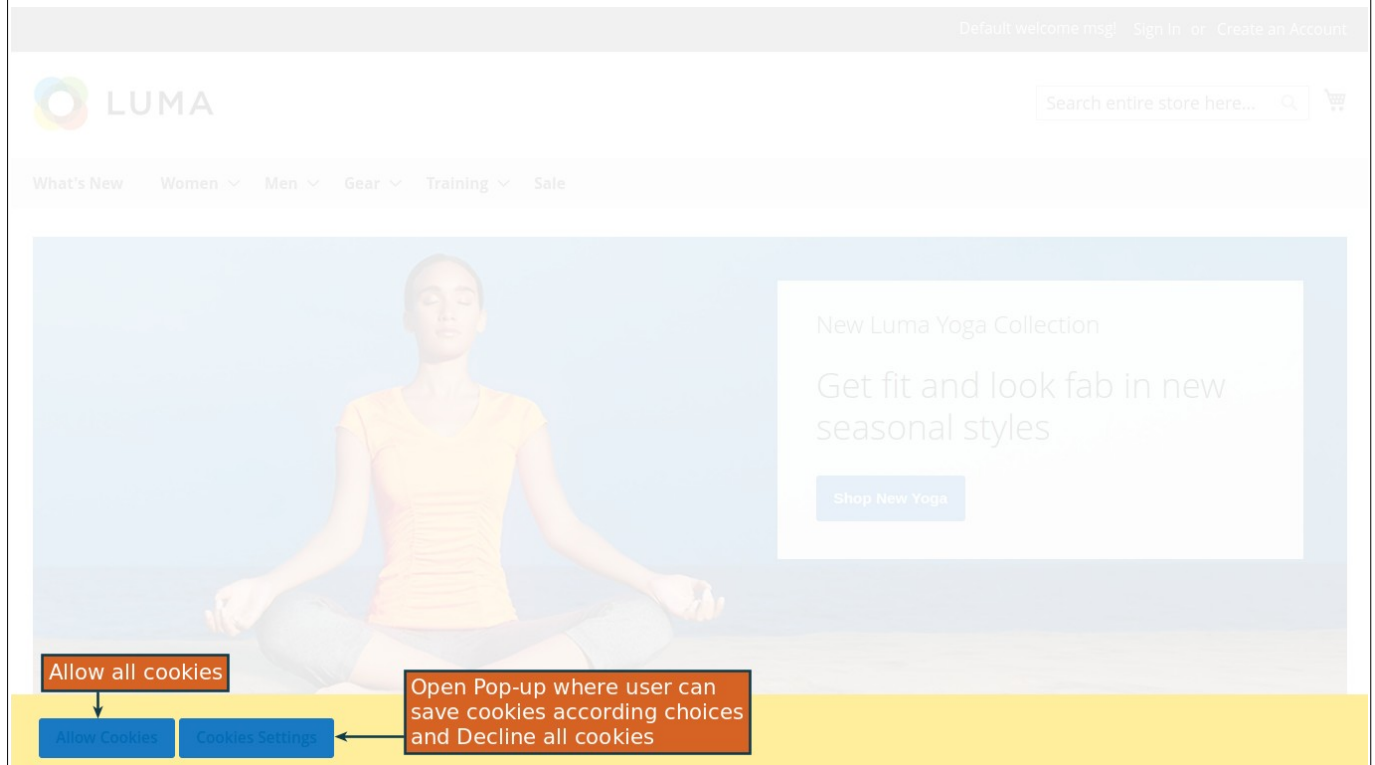 Default welcome msg! Sign In or Create an Account
LUMA
Search entire store here...
What's New Women Men Gear Training Sale
New Luma Yoga Collection
Get fit and look fab in new
seasonal styles
Shop New Yoga
Allow all cookies
Open Pop-up where user can
save cookies according choices
and Decline all cookies
Allow Cookies Cookies Settings